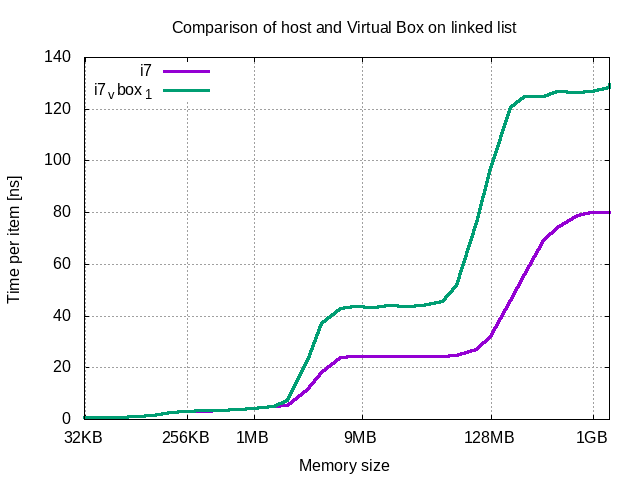 Comparison of host and Virtual Box on linked list
140
120
100
80
60
40
20
0
Time per item [ns]
i7
i7vbox1
32KB 256KB 1MB 9MB 128MB 1GB
Memory size